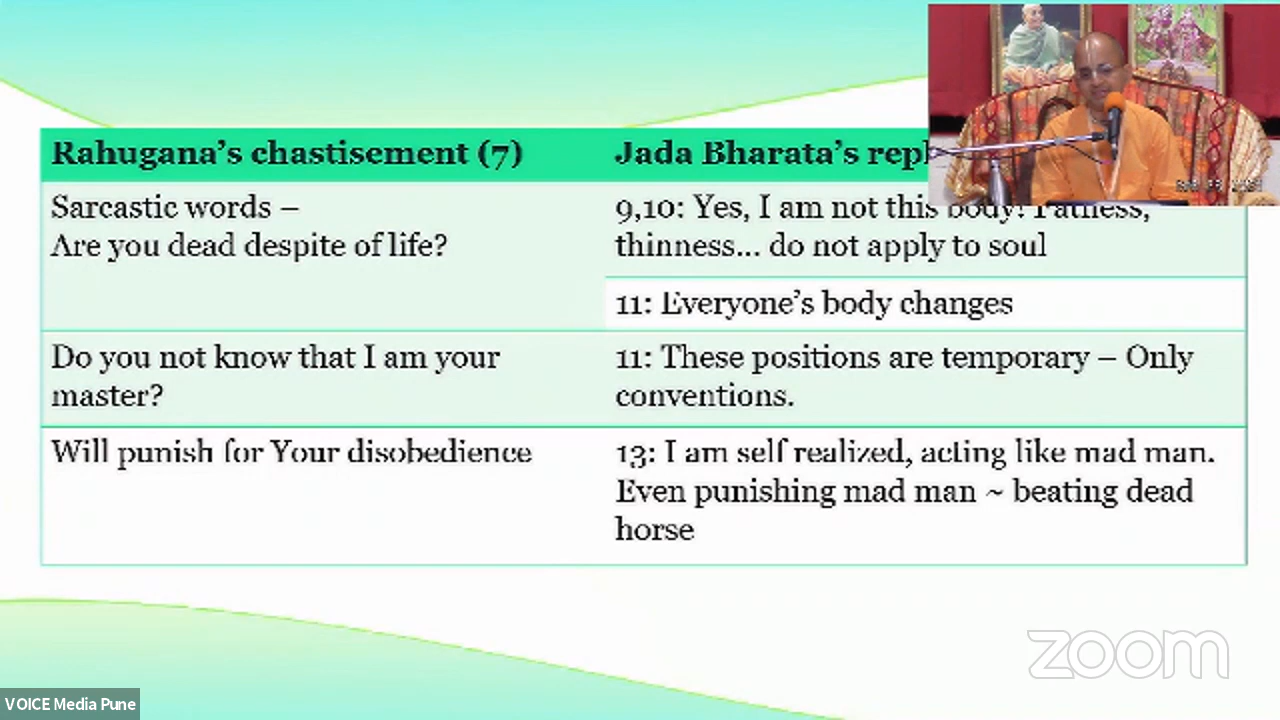 Rahugana's chastisement (7)
Jada Bharata's repl
Sarcastic words –
Are you dead despite of life?
9,10: Yes, I am not this body! Fatness,
thinness... do not apply to soul
11: Everyone's body changes
Do you not know that I am your
master?
11: These positions are temporary – Only
conventions.
Will punish for Your disobedience
13: I am self realized, acting like mad man.
Even punishing mad man ~ beating dead
horse
zoom
VOICE Media Pune